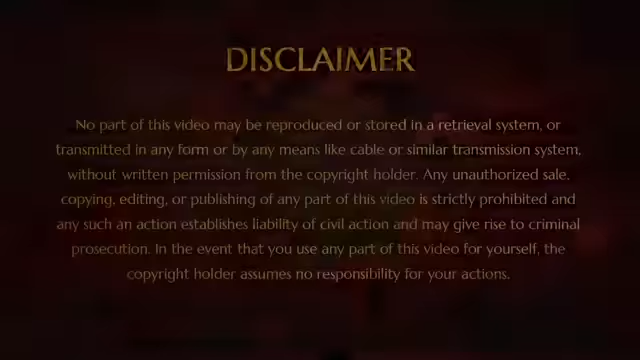 DISCLAIMER
No part of this video may be reproduced or stored in a retrieval system, or
transmitted in any form or by any means like cable or similar transmission system,
without written permission from the copyright holder. Any unauthorized sale,
copying, editing, or publishing of any part of this video is strictly prohibited and
any such an action establishes liability of civil action and may give rise to criminal
prosecution. In the event that you use any part of this video for yourself, the
copyright holder assumes no responsibility for your actions.